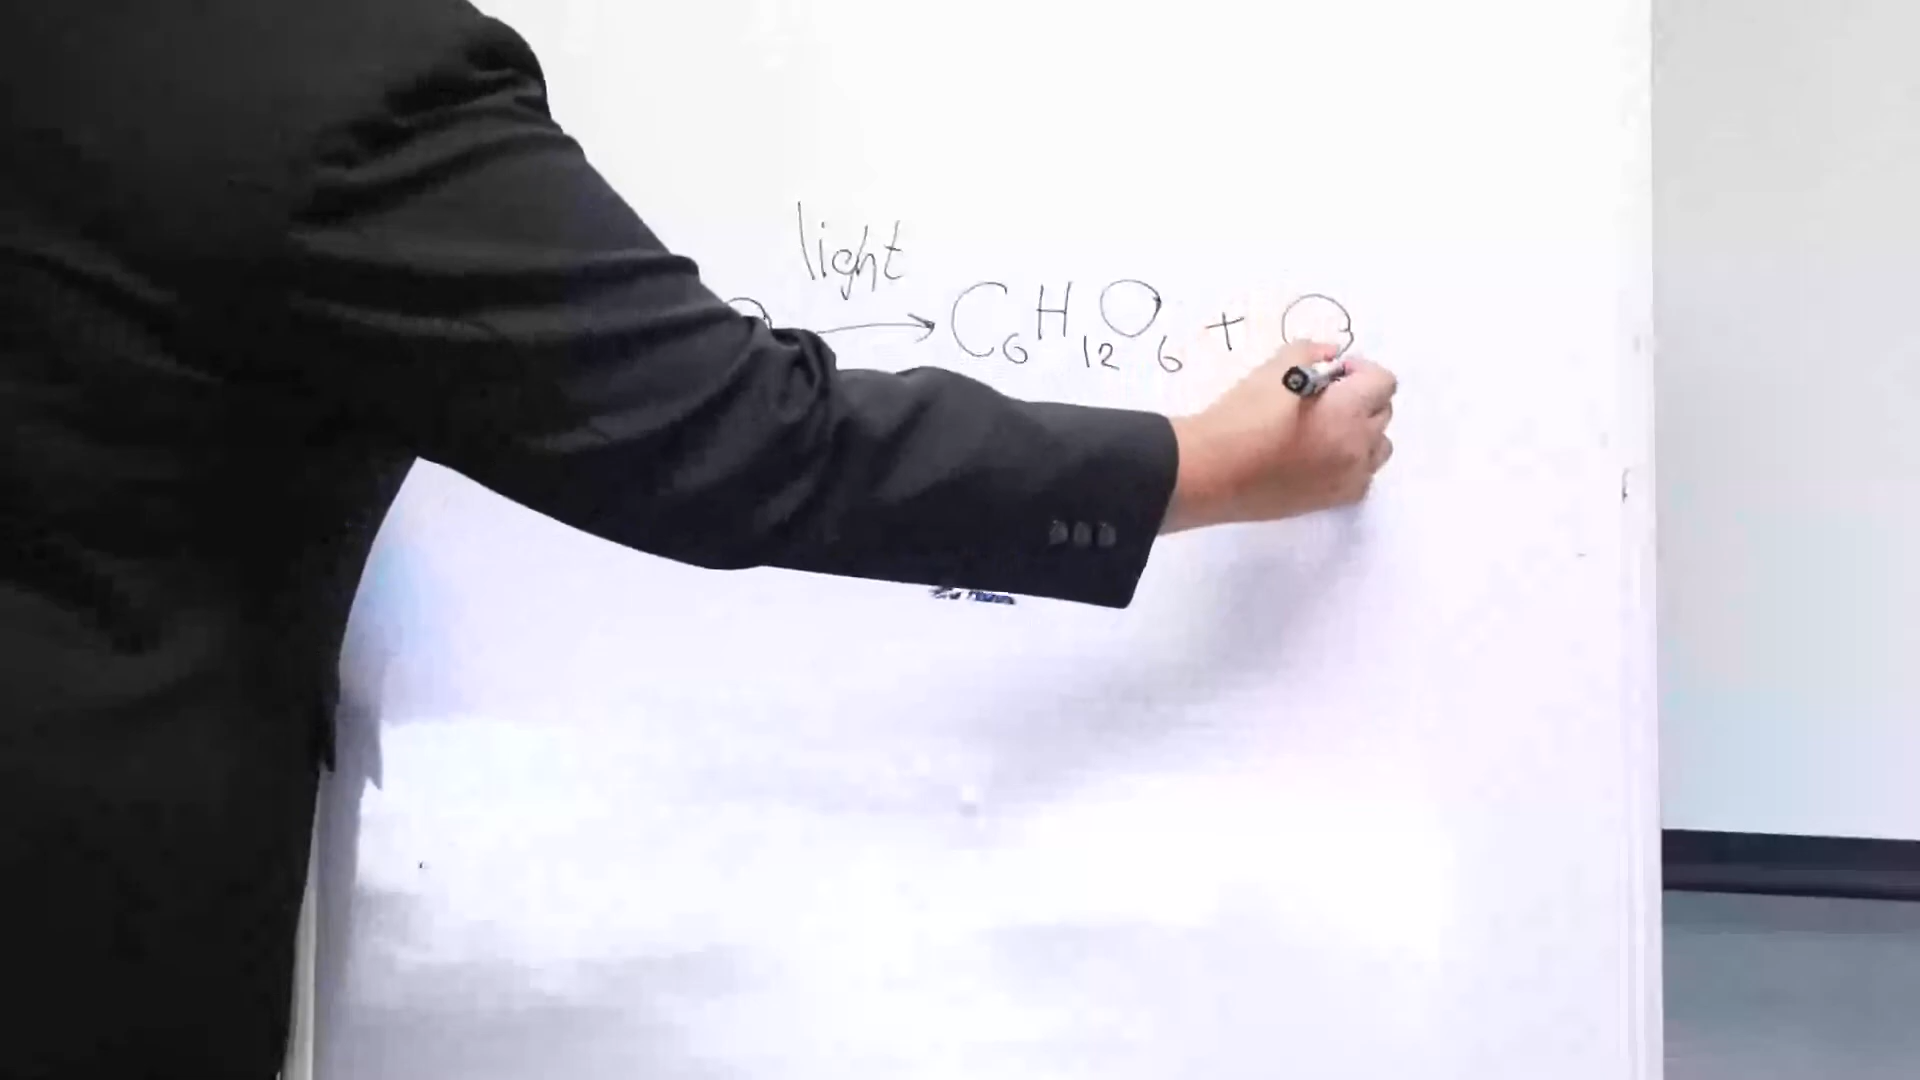 light
O → C₆H₁₂O₆ + O